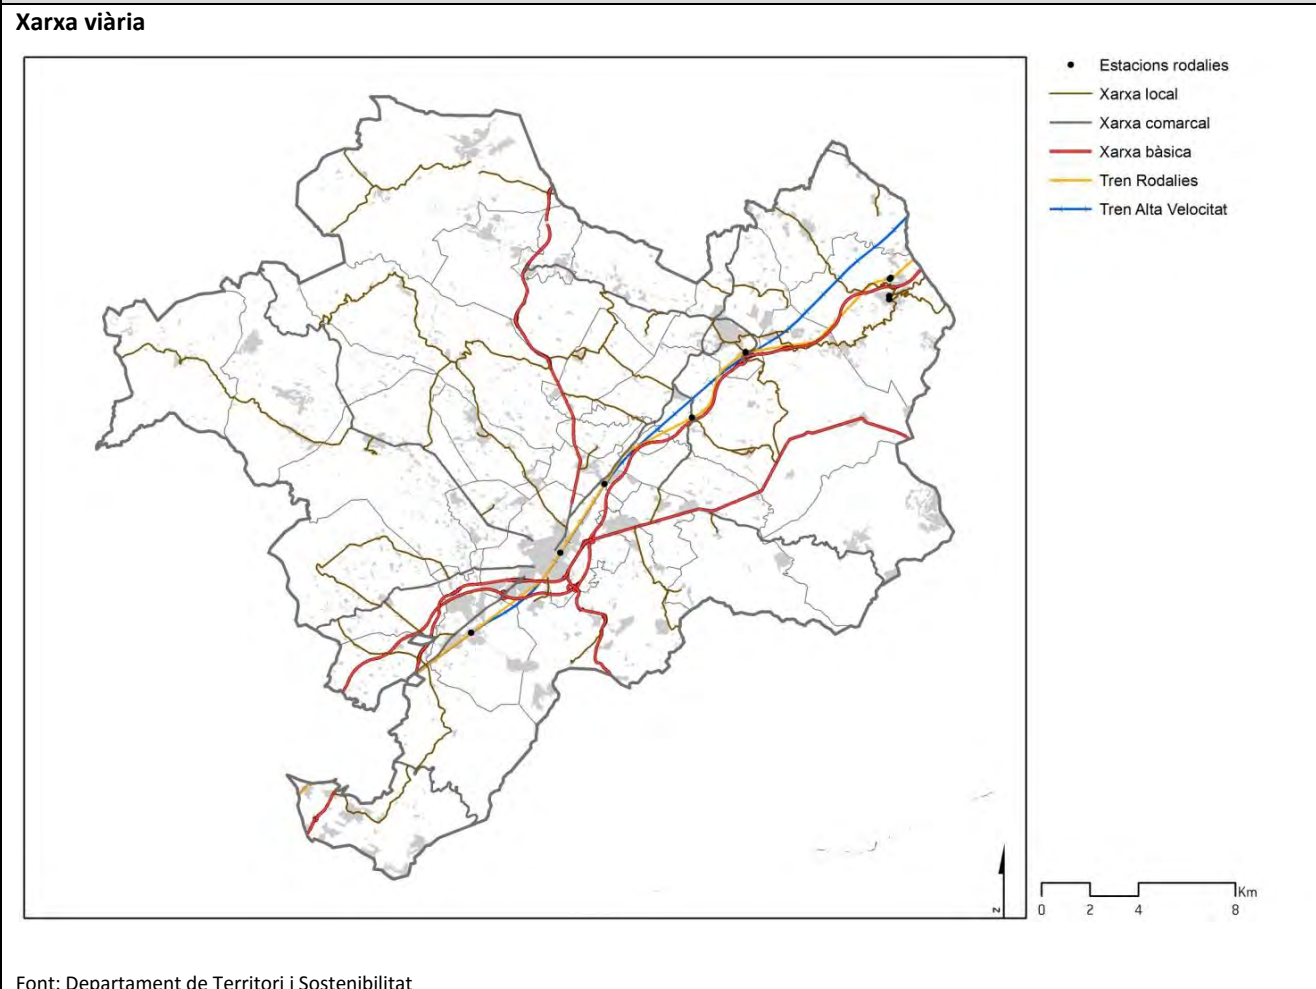 Xarxa viària
Estacions rodalies
Xarxa local
Xarxa comarcal
Xarxa bàsica
Tren Rodalies
Tren Alta Velocitat
Km
0 2 4 8
N
Font: Departament de Territori i Sostenibilitat